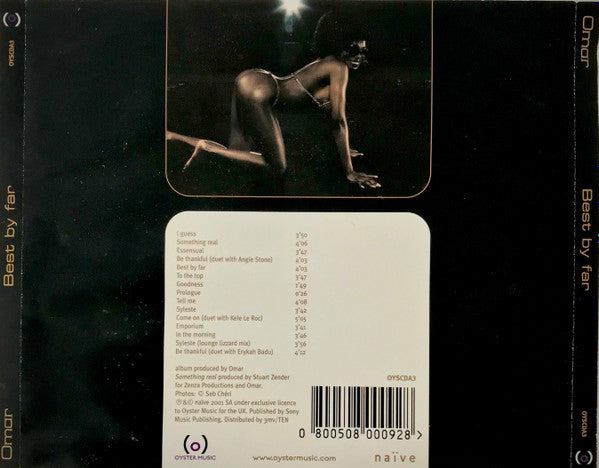 OYSCDA3
Best by far
Omar
I guess 3'50
Something real 4'06
Essensual 3'47
Be thankful (duet with Angie Stone) 4'03
Best by far 4'03
To the top 3'47
Goodness 1'49
Prologue 0'26
Tell me 4'08
Syleste 3'42
Come on (duet with Kele Le Roc) 5'05
Emporium 3'41
In the morning 3'46
Syleste (lounge lizzard mix) 3'56
Be thankful (duet with Erykah Badu) 4'12
album produced by Omar
Something real produced by Stuart Zender
for Zenza Productions and Omar.
Photos: © Seb Chéri
℗ & © naïve 2001 SA under exclusive licence
to Oyster Music for the UK. Published by Sony
Music Publishing. Distributed by 3mv/TEN
OYSTER MUSIC
www.oystermusic.com
OYSCDA3
0 800508 000928 >
naïve
Omar
Best by far
OYSCDA3